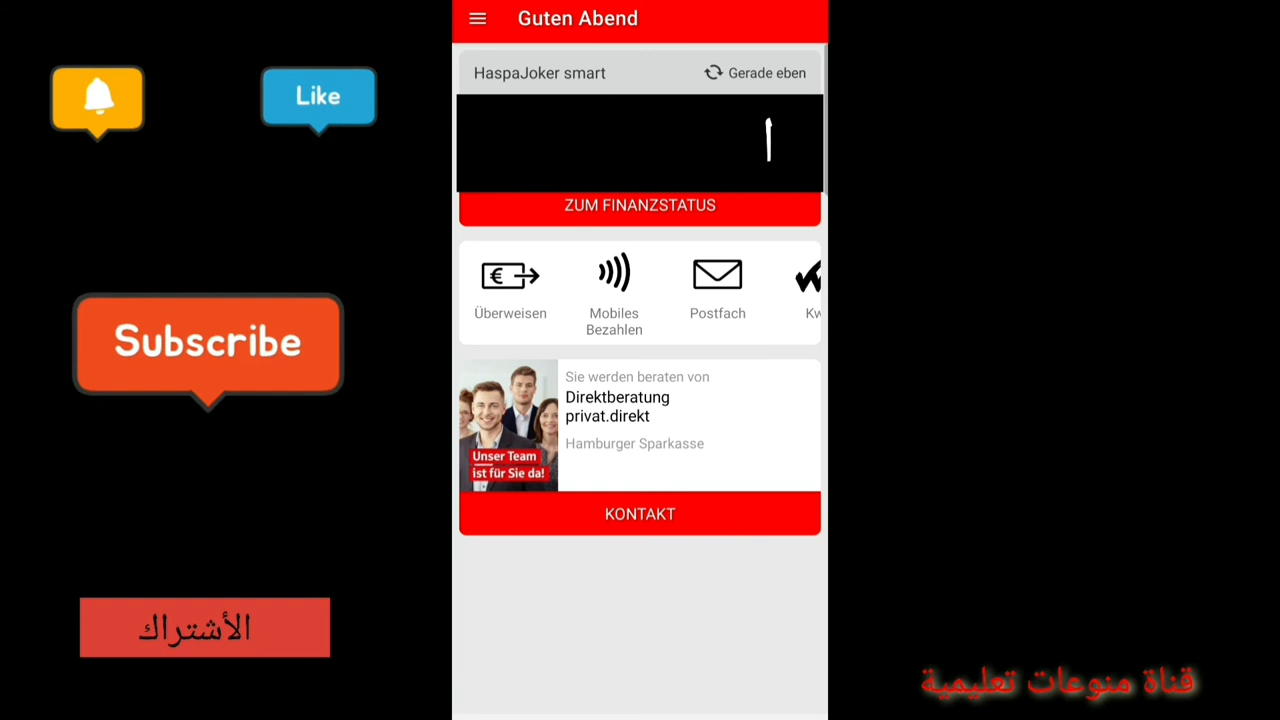 Guten Abend
HaspaJoker smart
Gerade eben
Like
ZUM FINANZSTATUS
Überweisen
Mobiles
Bezahlen
Postfach
Kw
Subscribe
Sie werden beraten von
Direktberatung
privat.direkt
Hamburger Sparkasse
Unser Team
ist für Sie da!
KONTAKT
الأشتراك
قناة منوعات تعليمية